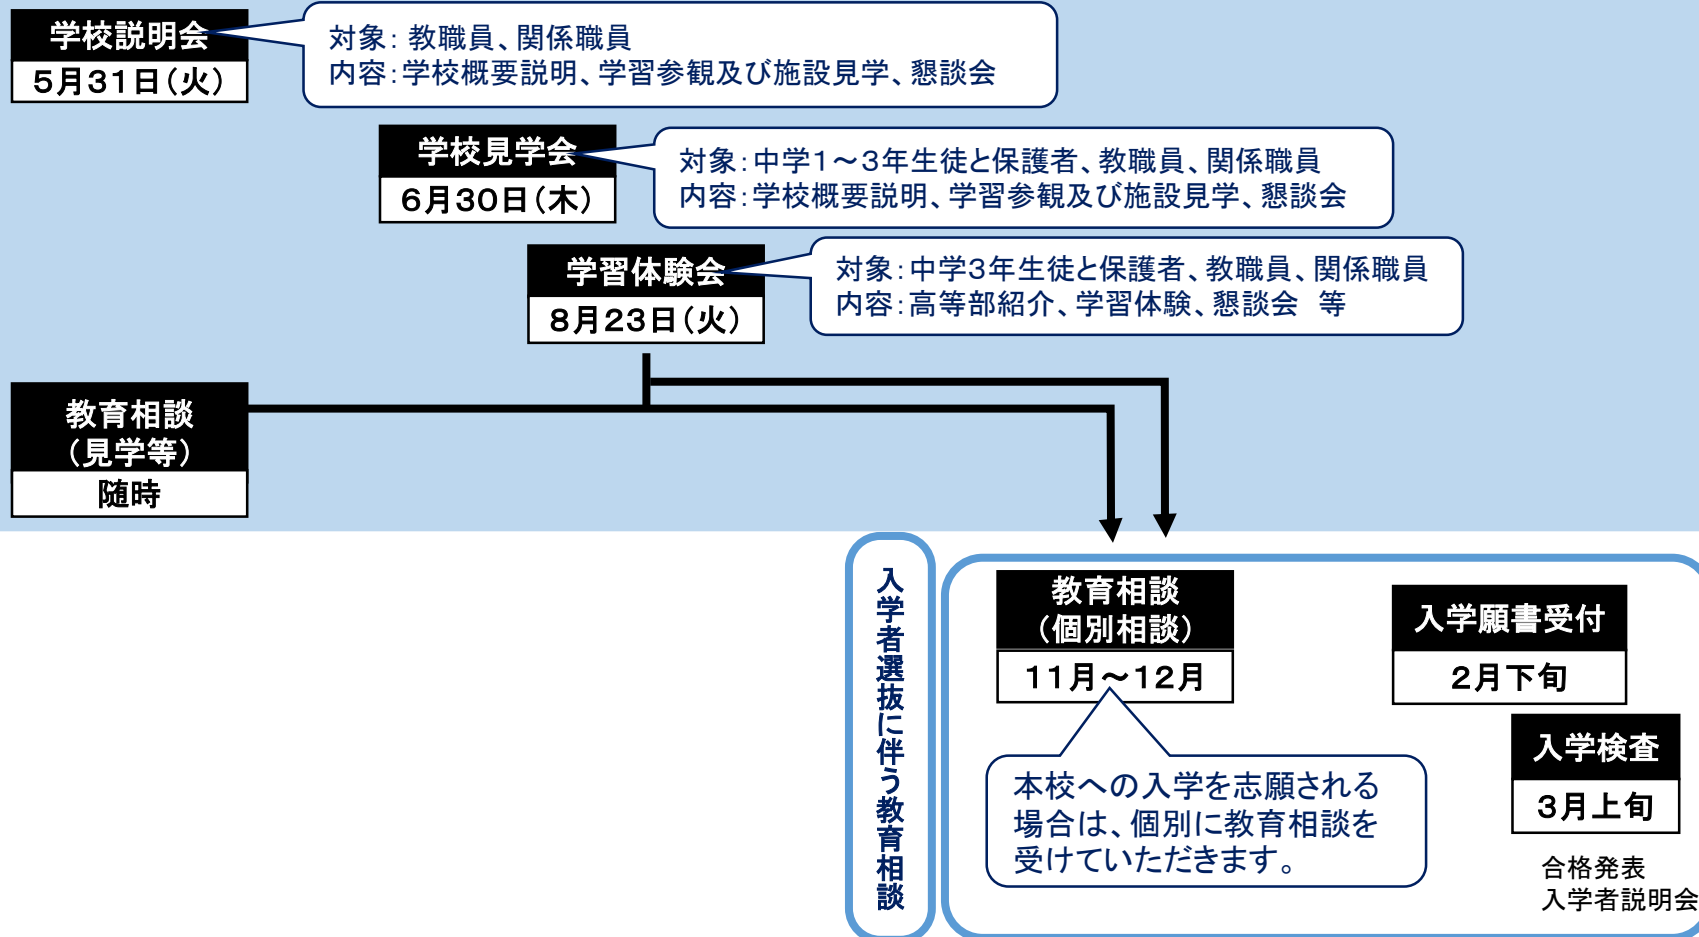 学校説明会
5月31日(火)
対象: 教職員、関係職員
内容:学校概要説明、学習参観及び施設見学、懇談会
学校見学会
6月30日(木)
対象:中学1~3年生徒と保護者、教職員、関係職員
内容:学校概要説明、学習参観及び施設見学、懇談会
学習体験会
8月23日(火)
対象:中学3年生徒と保護者、教職員、関係職員
内容:高等部紹介、学習体験、懇談会 等
教育相談
(見学等)
随時
入学者選抜に伴う教育相談
教育相談
(個別相談)
11月~12月
本校への入学を志願される
場合は、個別に教育相談を
受けていただきます。
入学願書受付
2月下旬
入学検査
3月上旬
合格発表
入学者説明会